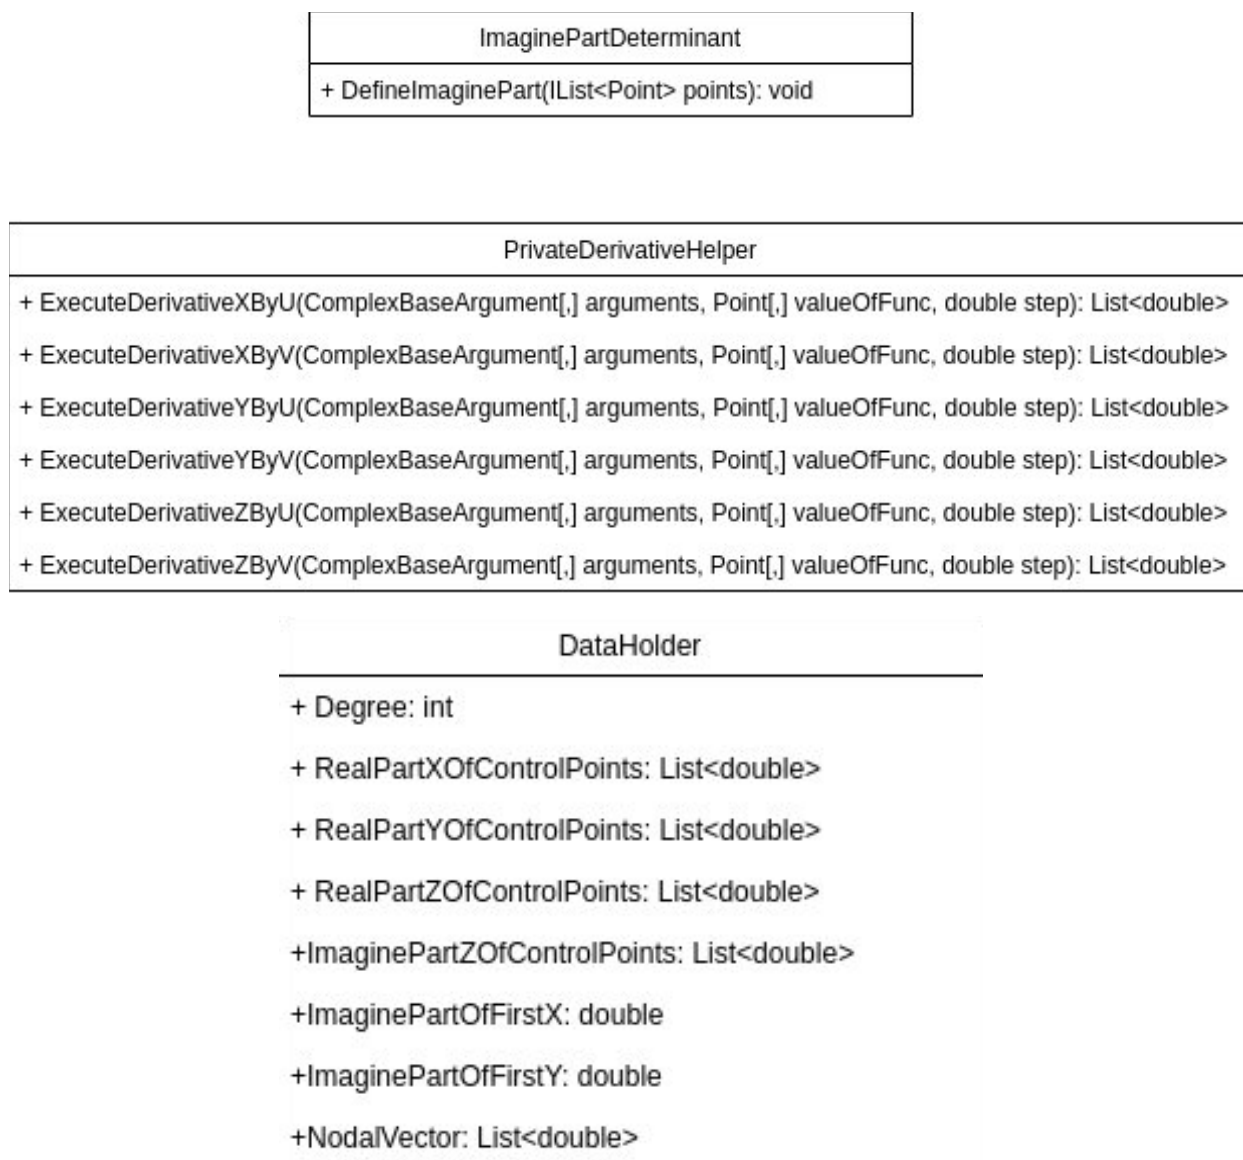 ImaginePartDeterminant
+ DefineImaginePart(IList<Point> points): void
PrivateDerivativeHelper
+ ExecuteDerivativeXByU(ComplexBaseArgument[,] arguments, Point[,] valueOfFunc, double step): List<double>
+ ExecuteDerivativeXByV(ComplexBaseArgument[,] arguments, Point[,] valueOfFunc, double step): List<double>
+ ExecuteDerivativeYByU(ComplexBaseArgument[,] arguments, Point[,] valueOfFunc, double step): List<double>
+ ExecuteDerivativeYByV(ComplexBaseArgument[,] arguments, Point[,] valueOfFunc, double step): List<double>
+ ExecuteDerivativeZByU(ComplexBaseArgument[,] arguments, Point[,] valueOfFunc, double step): List<double>
+ ExecuteDerivativeZByV(ComplexBaseArgument[,] arguments, Point[,] valueOfFunc, double step): List<double>
DataHolder
+ Degree: int
+ RealPartXOfControlPoints: List<double>
+ RealPartYOfControlPoints: List<double>
+ RealPartZOfControlPoints: List<double>
+ImaginePartZOfControlPoints: List<double>
+ImaginePartOfFirstX: double
+ImaginePartOfFirstY: double
+NodalVector: List<double>